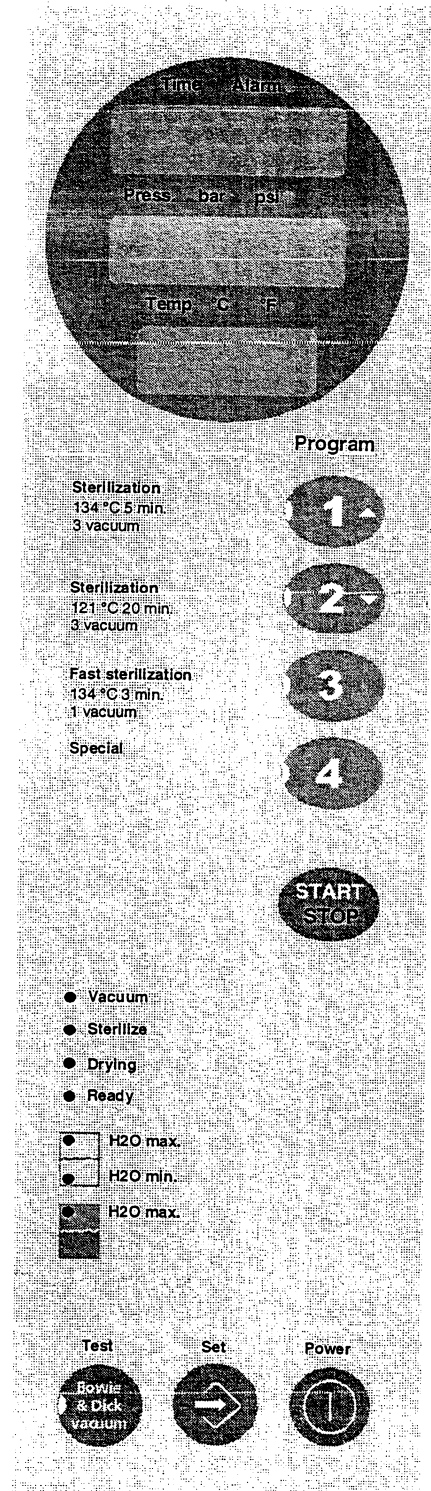 Time Alarm
Press. bar psi
Temp °C °F
Program
Sterilization
134 °C 5 min.
3 vacuum
1
Sterilization
121 °C 20 min.
3 vacuum
2
Fast sterilization
134 °C 3 min.
1 vacuum
3
Special
4
START
STOP
Vacuum
Sterilize
Drying
Ready
H2O max.
H2O min.
H2O max.
Test Set Power
Bowie
& Dick
vacuum